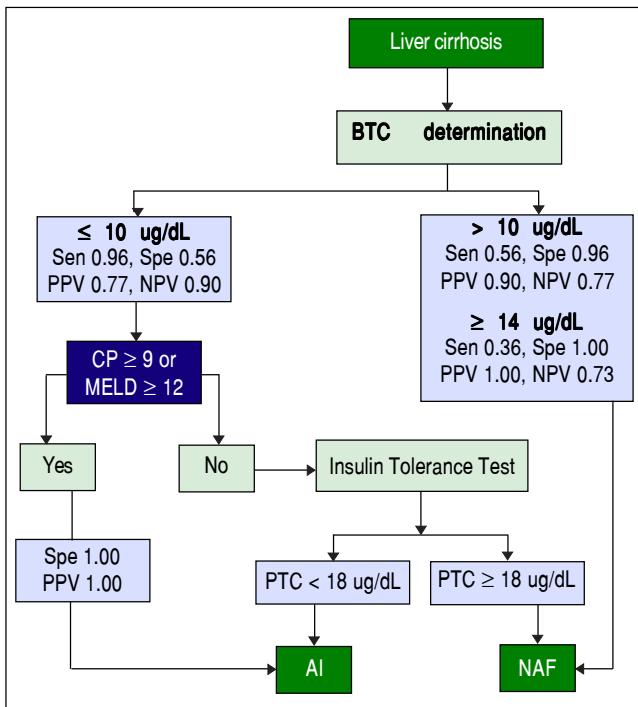 Liver cirrhosis
BTC determination
≤ 10 ug/dL
Sen 0.96, Spe 0.56
PPV 0.77, NPV 0.90
> 10 ug/dL
Sen 0.56, Spe 0.96
PPV 0.90, NPV 0.77
≥ 14 ug/dL
Sen 0.36, Spe 1.00
PPV 1.00, NPV 0.73
CP ≥ 9 or
MELD ≥ 12
Yes
No
Insulin Tolerance Test
Spe 1.00
PPV 1.00
PTC < 18 ug/dL
PTC ≥ 18 ug/dL
AI
NAF